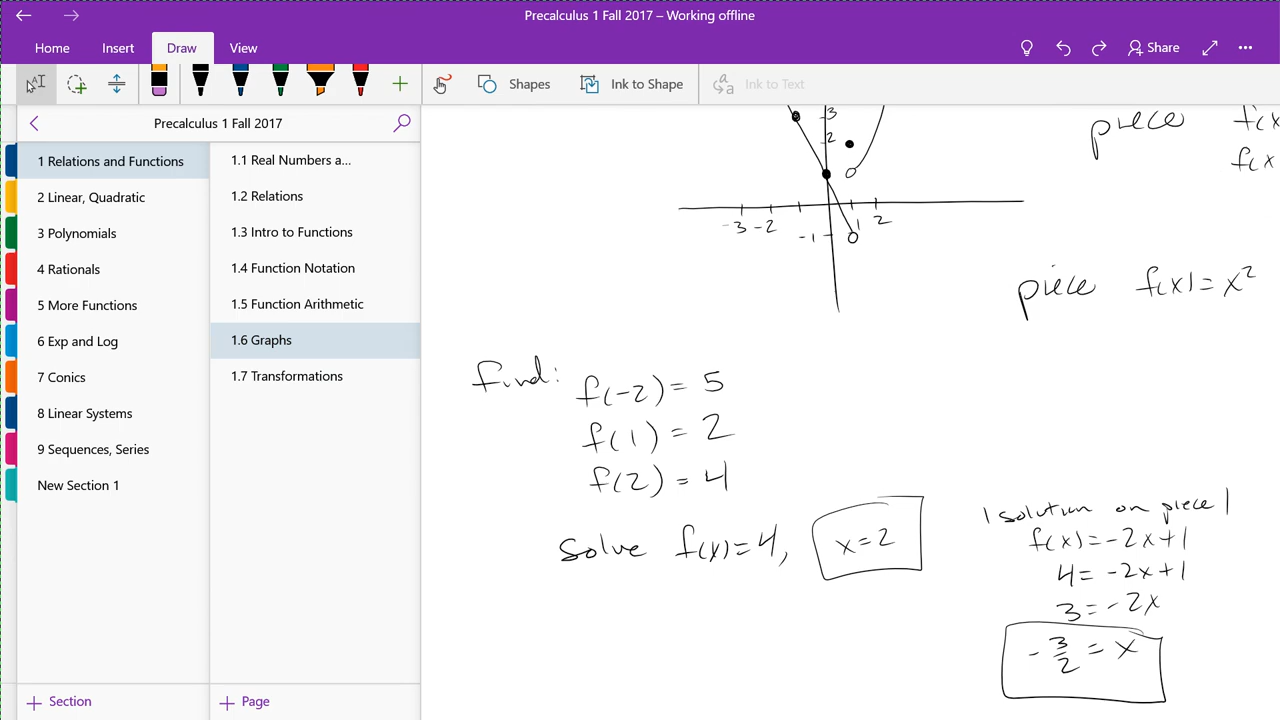 Precalculus 1 Fall 2017 – Working offline
Home Insert Draw View
Share
Shapes Ink to Shape Ink to Text
Precalculus 1 Fall 2017
1 Relations and Functions
2 Linear, Quadratic
3 Polynomials
4 Rationals
5 More Functions
6 Exp and Log
7 Conics
8 Linear Systems
9 Sequences, Series
New Section 1
Section
1.1 Real Numbers a...
1.2 Relations
1.3 Intro to Functions
1.4 Function Notation
1.5 Function Arithmetic
1.6 Graphs
1.7 Transformations
Page
3
2
-3 -2 1 2
-1
piece f(x
f(x
piece f(x)=x²
find:
f(-2) = 5
f(1) = 2
f(2) = 4
solve f(x)=4, x=2
1 solution on piece 1
f(x)=-2x+1
4=-2x+1
3=-2x
-3/2 = x